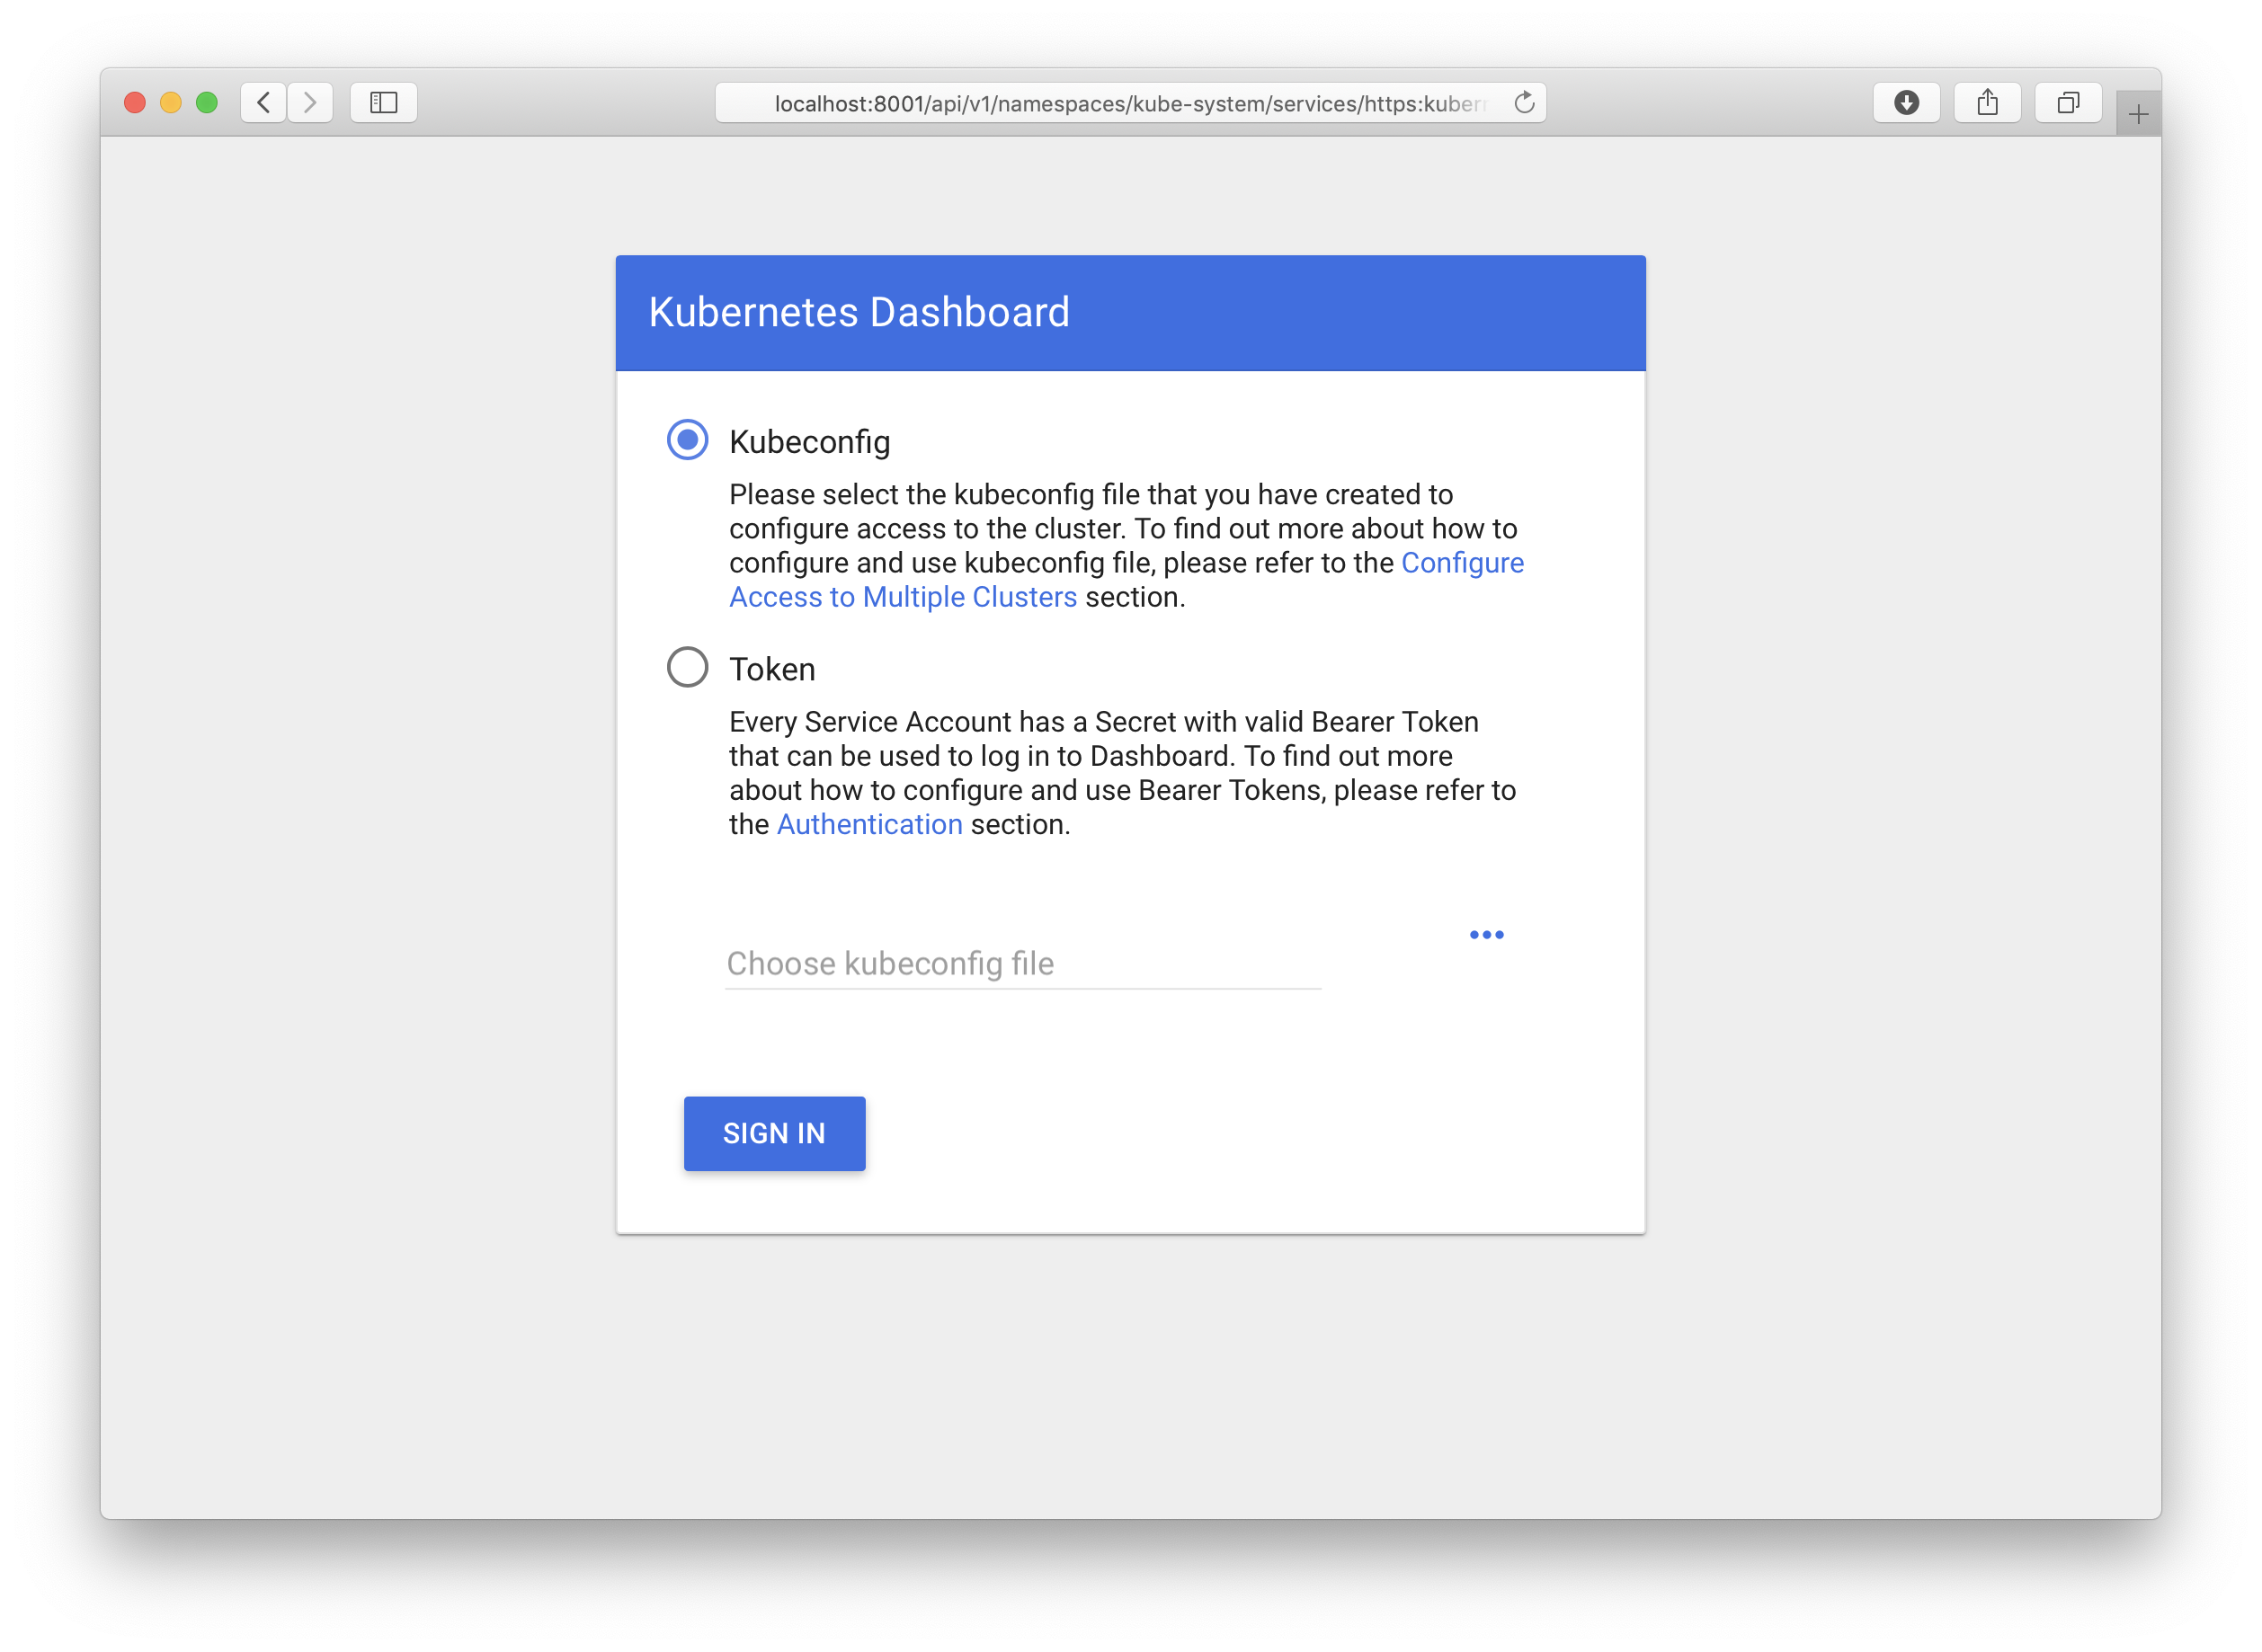 localhost:8001/api/v1/namespaces/kube-system/services/https:kuber
Kubernetes Dashboard
Kubeconfig
Please select the kubeconfig file that you have created to
configure access to the cluster. To find out more about how to
configure and use kubeconfig file, please refer to the Configure
Access to Multiple Clusters section.
Token
Every Service Account has a Secret with valid Bearer Token
that can be used to log in to Dashboard. To find out more
about how to configure and use Bearer Tokens, please refer to
the Authentication section.
Choose kubeconfig file
SIGN IN